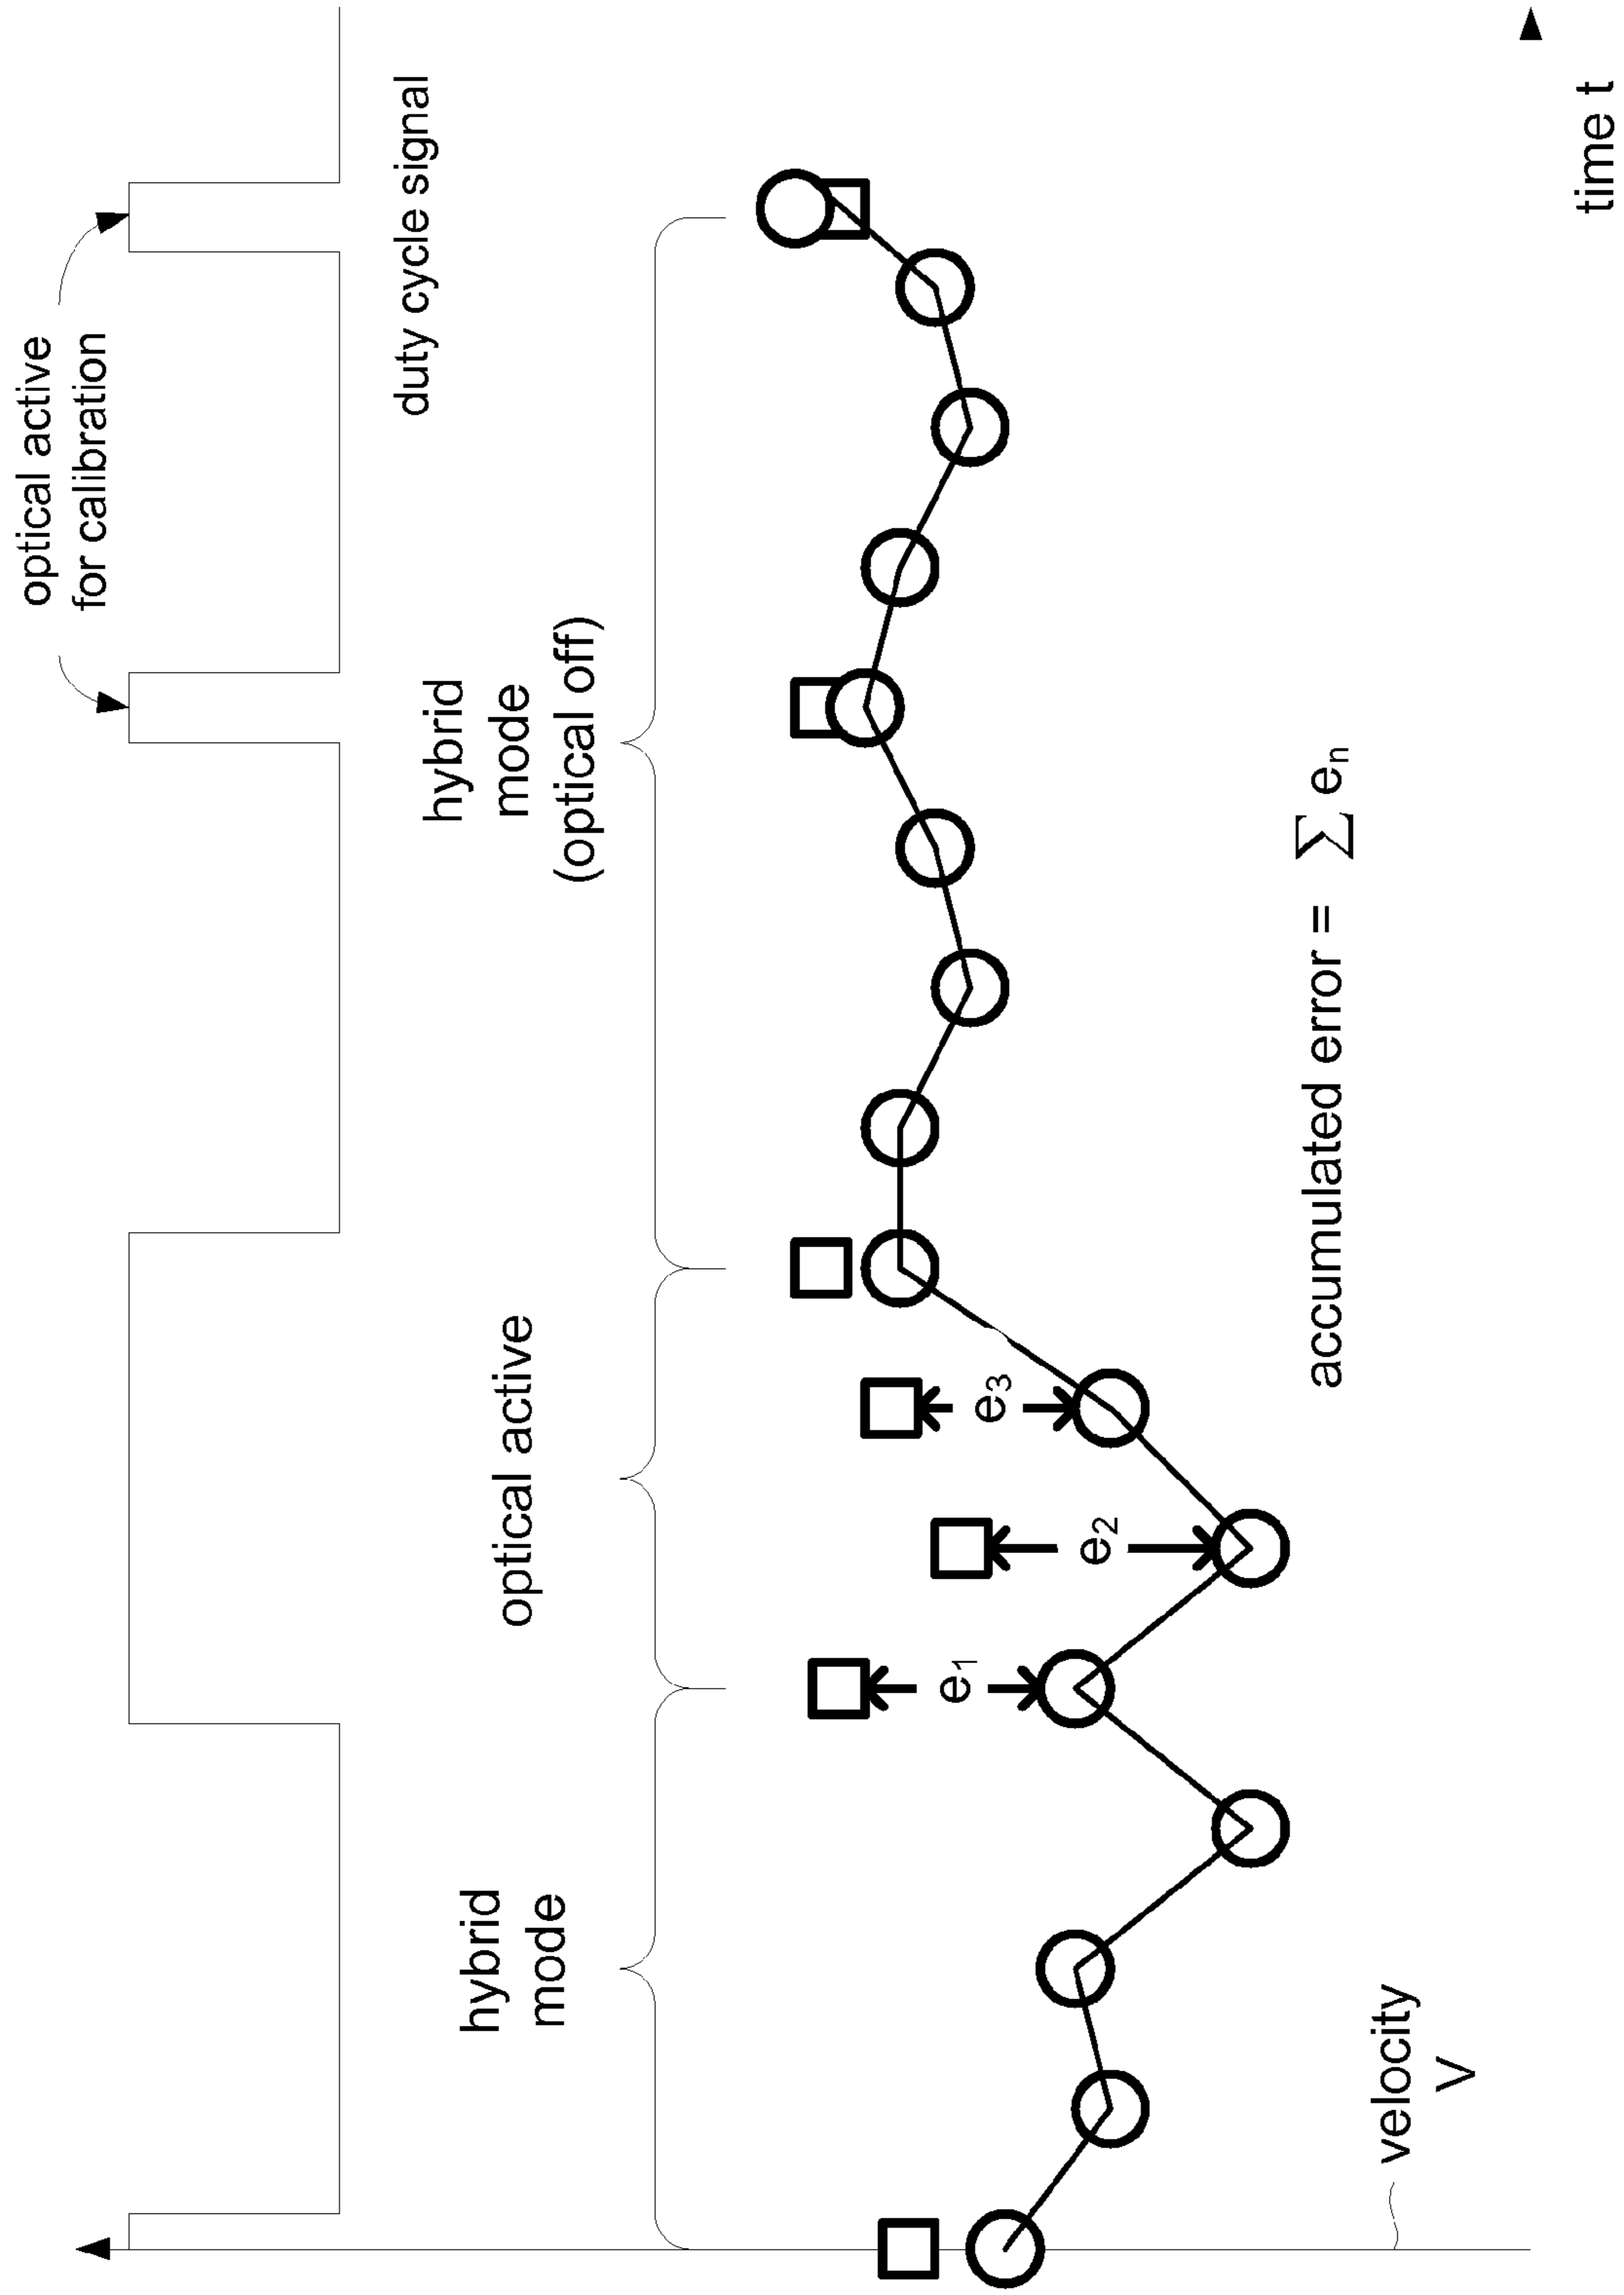 optical active
for calibration
duty cycle signal
hybrid
mode
optical active
hybrid
mode
(optical off)
e1
e2
e3
accumulated error = ∑ en
velocity
V
time t